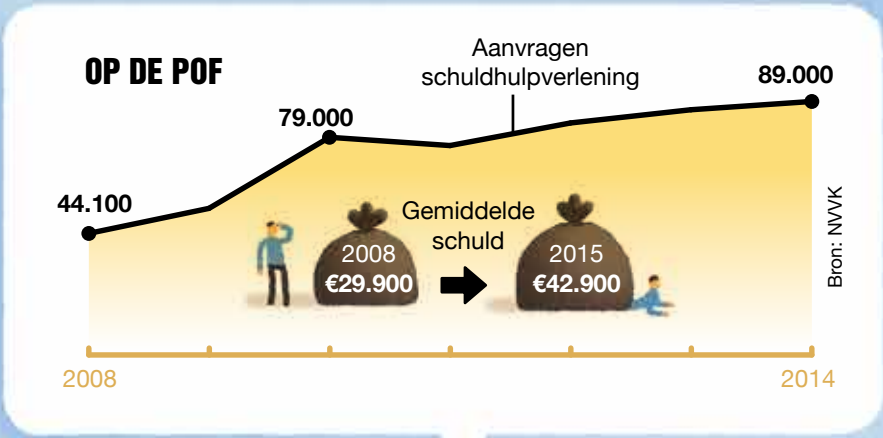 OP DE POF
Aanvragen
schuldhulpverlening
89.000
79.000
44.100
Gemiddelde
schuld
2008
€29.900
2015
€42.900
Bron: NVVK
2008
2014